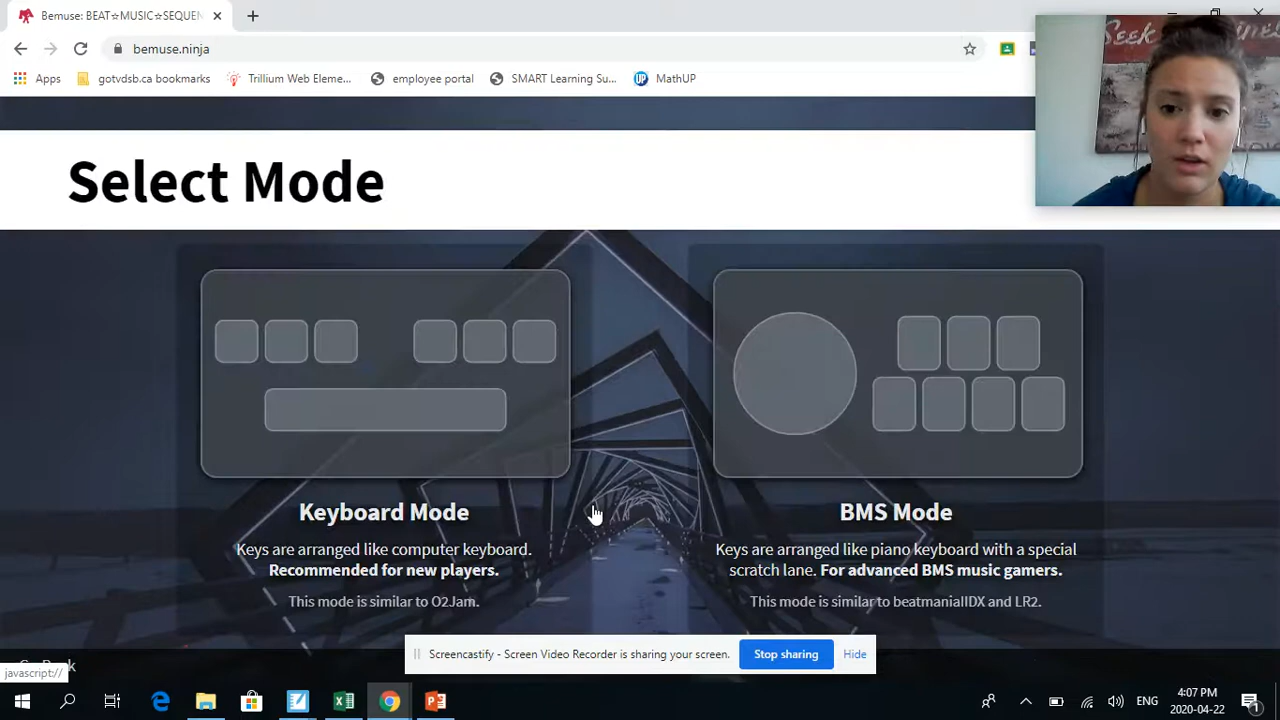 Bemuse: BEAT☆MUSIC☆SEQUEN
bemuse.ninja
Apps
gotvdsb.ca bookmarks
Trillium Web Eleme...
employee portal
SMART Learning Su...
UP
MathUP
Seek
Select Mode
Keyboard Mode
Keys are arranged like computer keyboard.
Recommended for new players.
This mode is similar to O2Jam.
BMS Mode
Keys are arranged like piano keyboard with a special
scratch lane. For advanced BMS music gamers.
This mode is similar to beatmaniaIIDX and LR2.
Screencastify - Screen Video Recorder is sharing your screen.
Stop sharing
Hide
javascript://
ENG
4:07 PM
2020-04-22
1